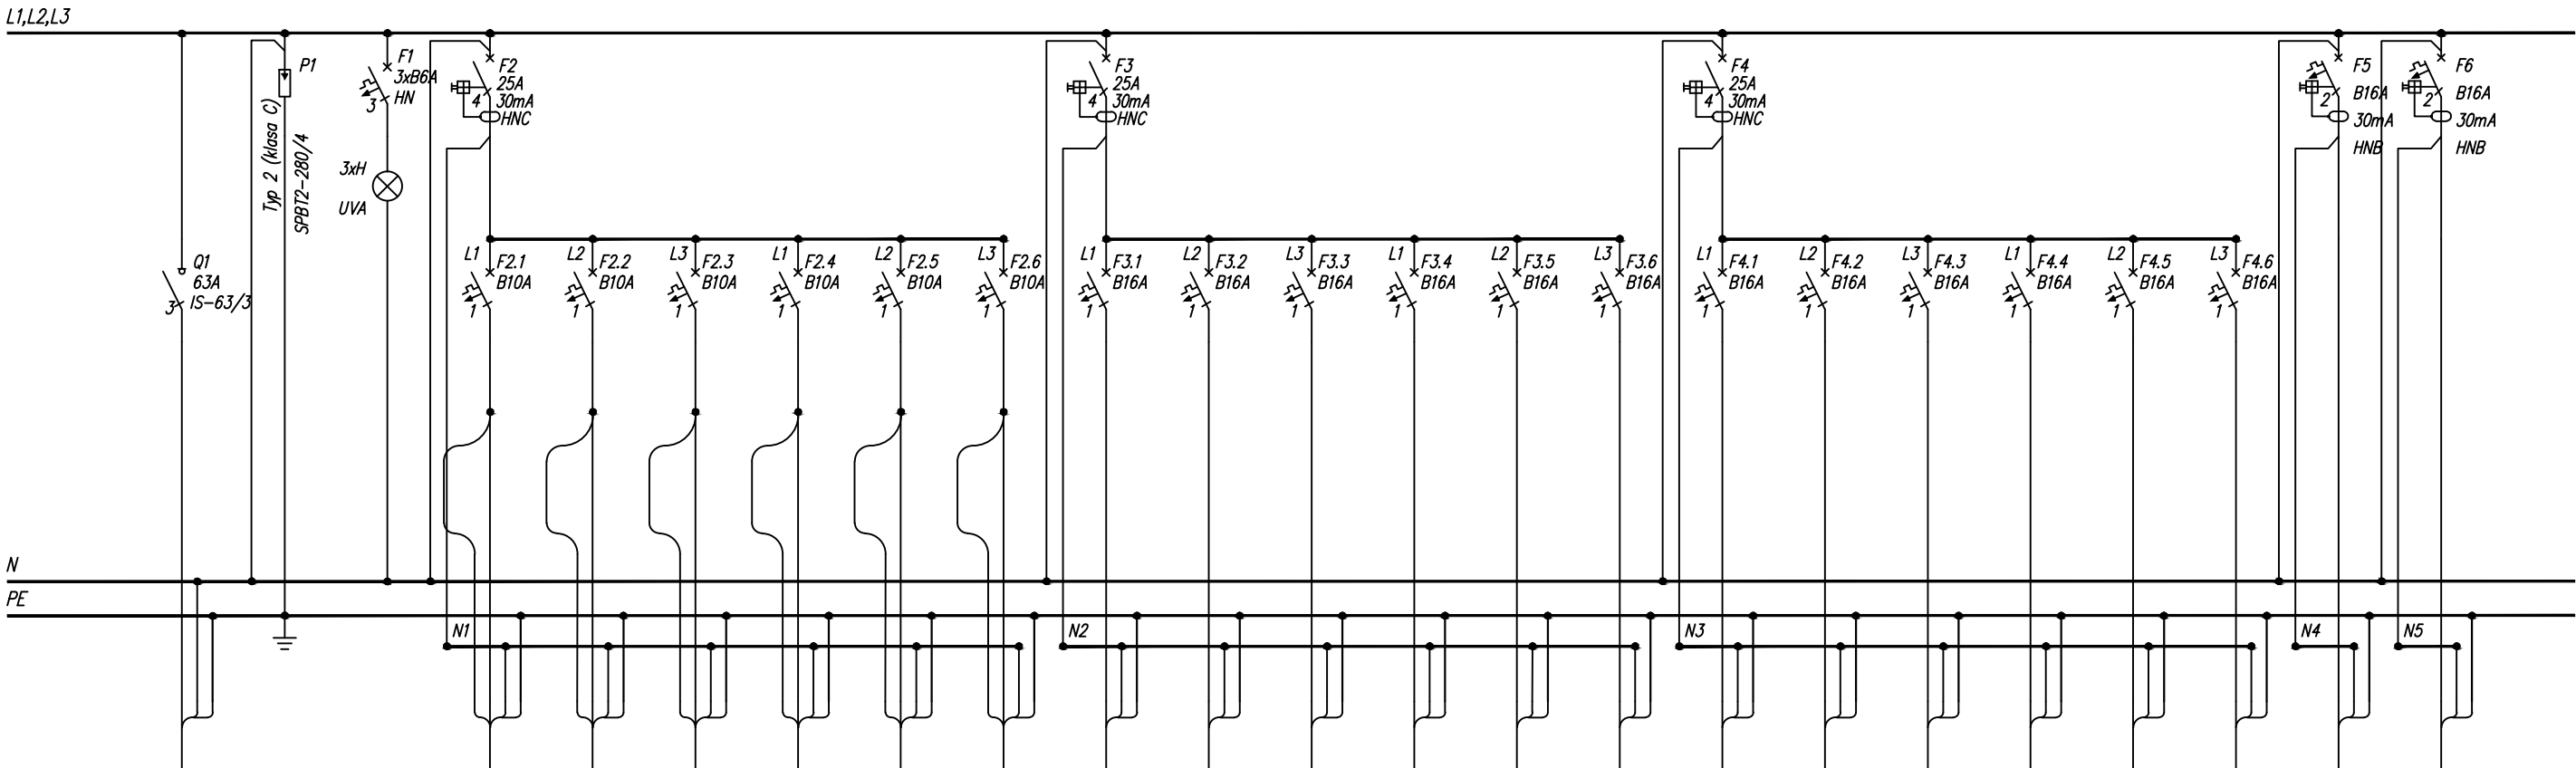 L1,L2,L3
P1
Typ 2 (klasa C)
SPBT2-280/4
F1
3xB6A
HN
3
3xH
UVA
F2
25A
30mA
HNC
4
F3
25A
30mA
HNC
4
F4
25A
30mA
HNC
4
F5
B16A
2
30mA
HNB
F6
B16A
2
30mA
HNB
Q1
63A
IS-63/3
3
L1
F2.1
B10A
1
L2
F2.2
B10A
1
L3
F2.3
B10A
1
L1
F2.4
B10A
1
L2
F2.5
B10A
1
L3
F2.6
B10A
1
L1
F3.1
B16A
1
L2
F3.2
B16A
1
L3
F3.3
B16A
1
L1
F3.4
B16A
1
L2
F3.5
B16A
1
L3
F3.6
B16A
1
L1
F4.1
B16A
1
L2
F4.2
B16A
1
L3
F4.3
B16A
1
L1
F4.4
B16A
1
L2
F4.5
B16A
1
L3
F4.6
B16A
1
N
PE
N1
N2
N3
N4
N5